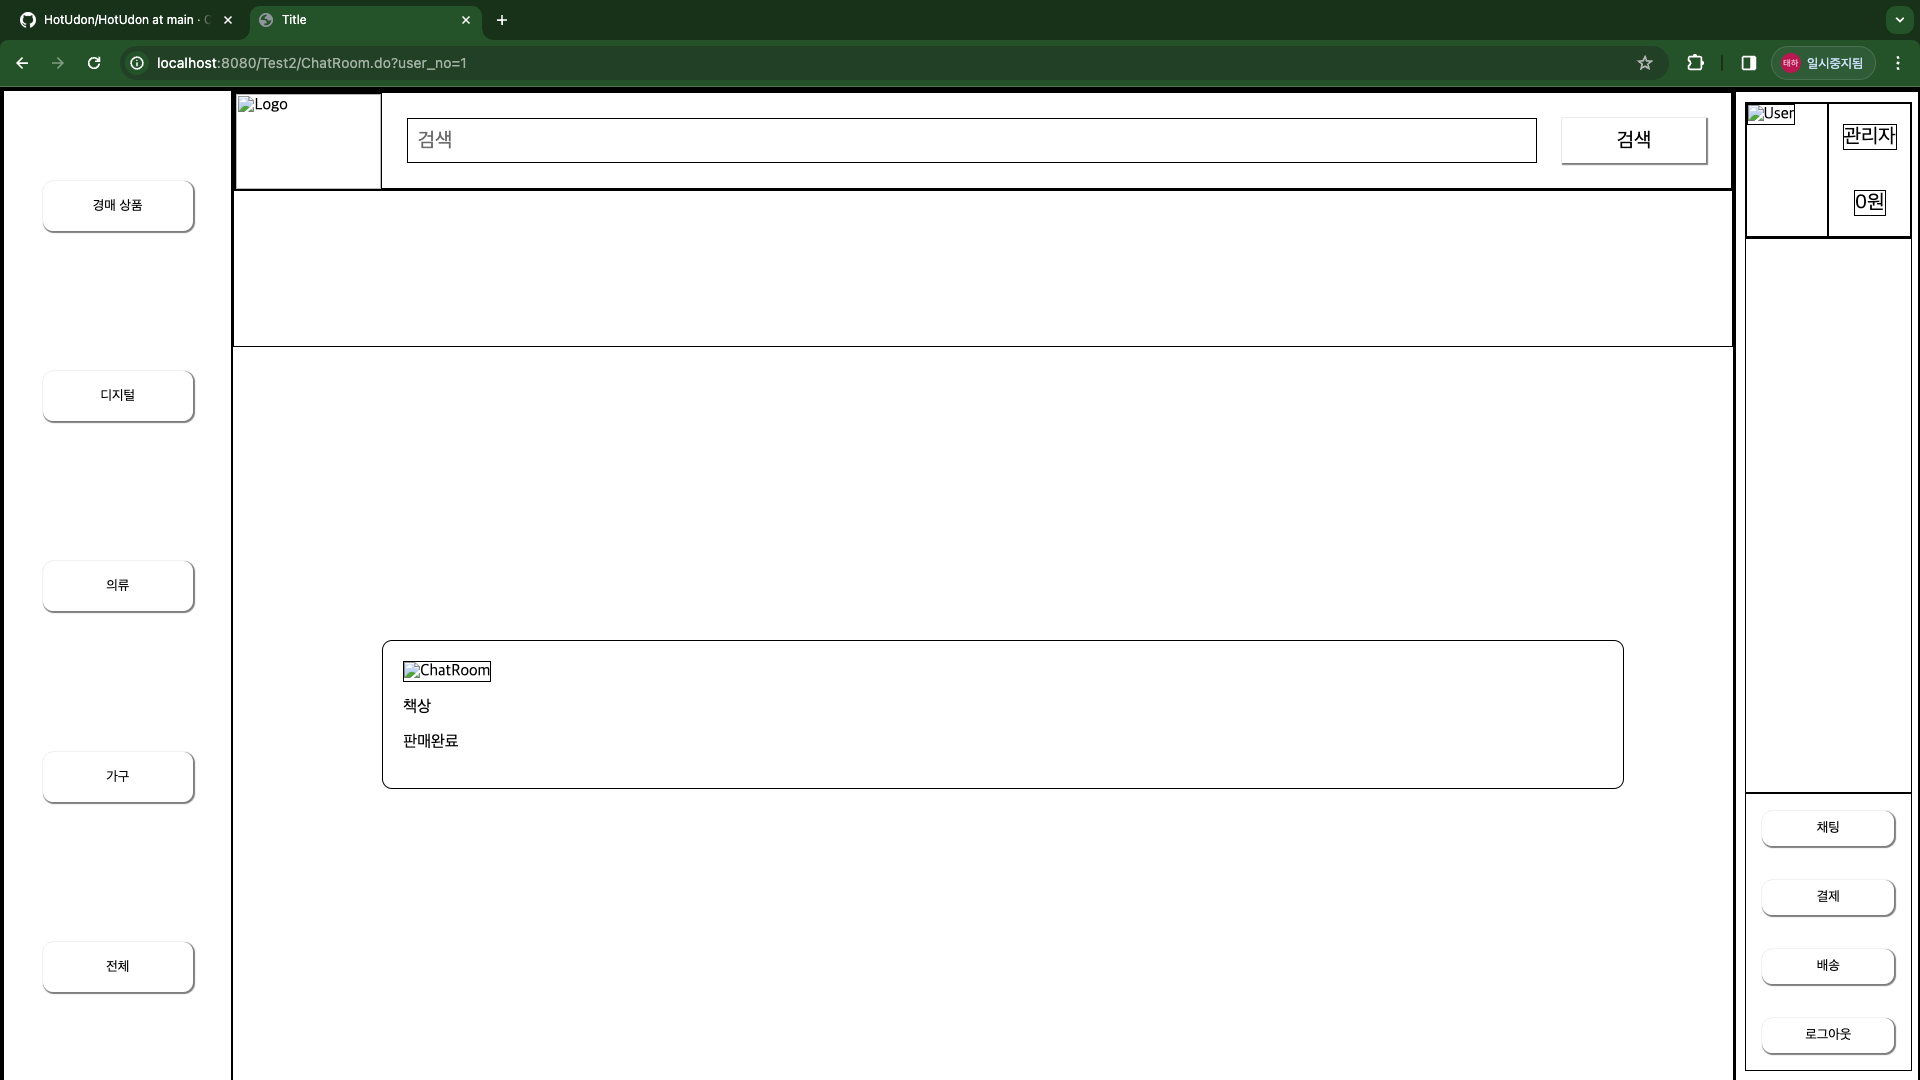 HotUdon/HotUdon at main ·
Title
localhost:8080/Test2/ChatRoom.do?user_no=1
태하
일시중지됨
Logo
검색
검색
User
관리자
0원
경매 상품
디지털
의류
가구
전체
ChatRoom
책상
판매완료
채팅
결제
배송
로그아웃